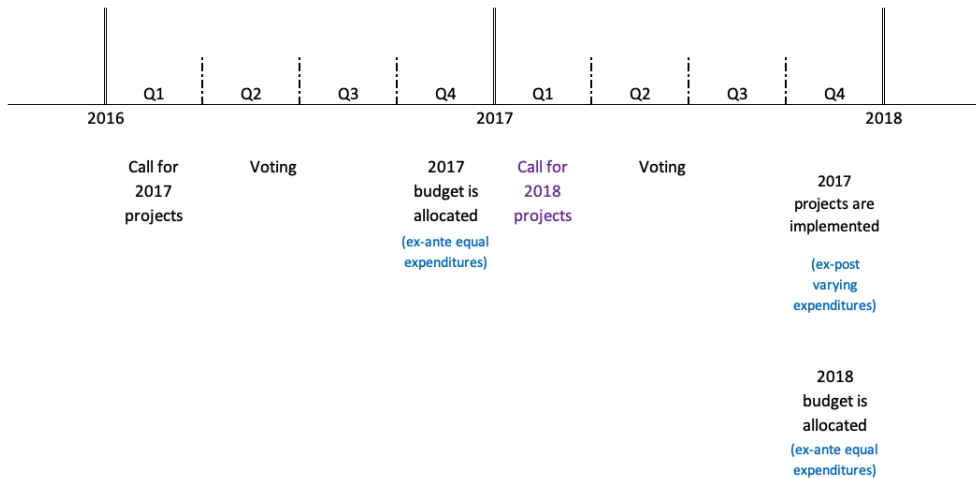 Q1 Q2 Q3 Q4 Q1 Q2 Q3 Q4
2016 2017 2018
Call for
2017
projects
Voting
2017
budget is
allocated
(ex-ante equal
expenditures)
Call for
2018
projects
Voting
2017
projects are
implemented
(ex-post
varying
expenditures)
2018
budget is
allocated
(ex-ante equal
expenditures)